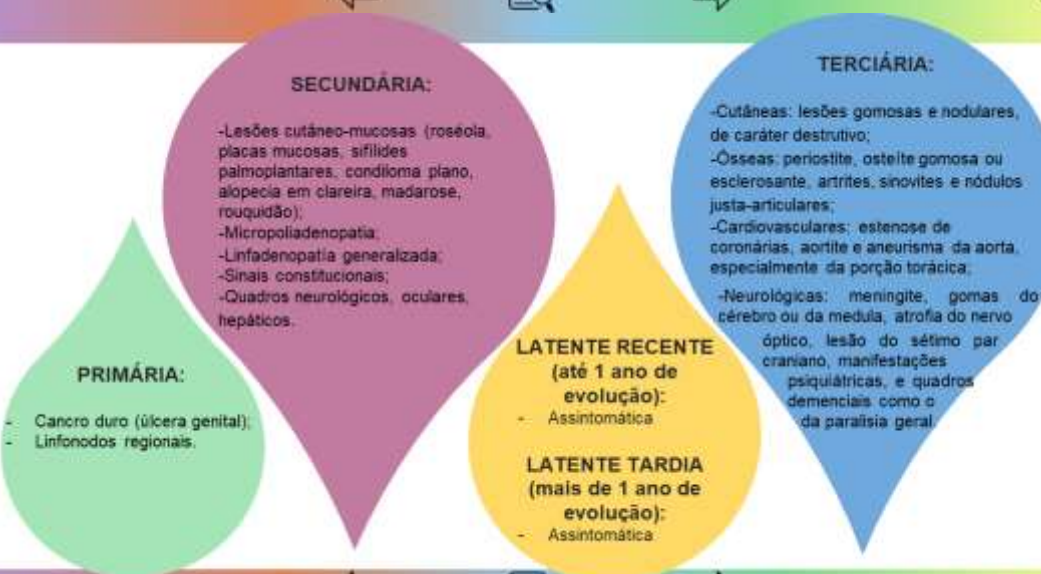 PRIMÁRIA:
- Cancro duro (úlcera genital);
- Linfonodos regionais.
SECUNDÁRIA:
-Lesões cutâneo-mucosas (roséola,
placas mucosas, sifílides
palmoplantares, condiloma plano,
alopecia em clareira, madarose,
rouquidão);
-Micropoliadenopatia;
-Linfadenopatia generalizada;
-Sinais constitucionais;
-Quadros neurológicos, oculares,
hepáticos.
LATENTE RECENTE
(até 1 ano de
evolução):
- Assintomática
LATENTE TARDIA
(mais de 1 ano de
evolução):
- Assintomática
TERCIÁRIA:
-Cutâneas: lesões gomosas e nodulares,
de caráter destrutivo;
-Ósseas: periostite, osteíte gomosa ou
esclerosante, artrites, sinovites e nódulos
justa-articulares;
-Cardiovasculares: estenose de
coronárias, aortite e aneurisma da aorta,
especialmente da porção torácica;
-Neurológicas: meningite, gomas do
cérebro ou da medula, atrofia do nervo
óptico, lesão do sétimo par
craniano, manifestações
psiquiátricas, e quadros
demenciais como o
da paralisia geral.